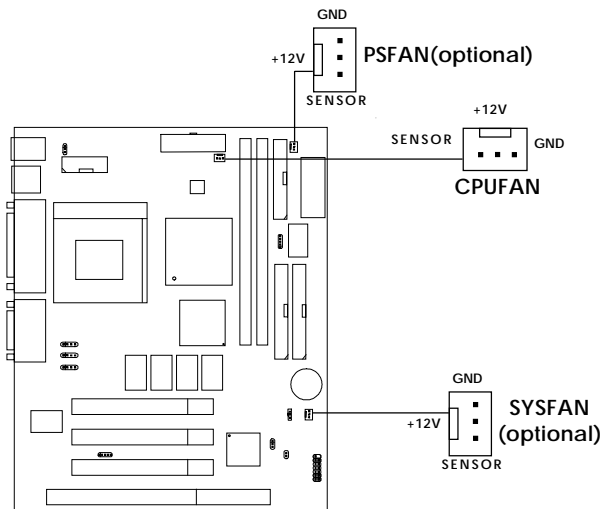 GND
+12V
PSFAN(optional)
SENSOR
+12V
SENSOR
GND
CPUFAN
GND
+12V
SYSFAN
(optional)
SENSOR